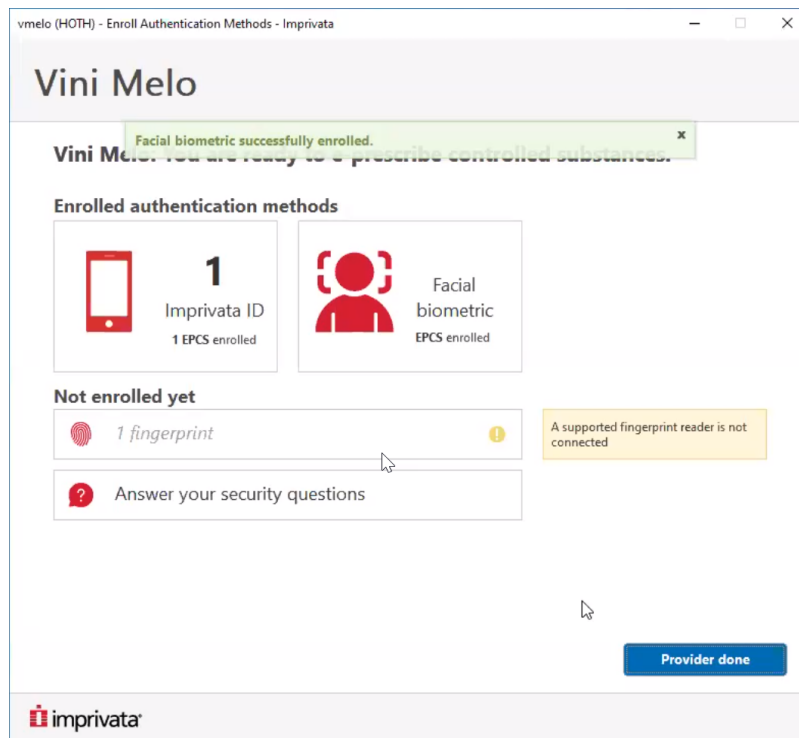 vmelo (HOTH) - Enroll Authentication Methods - Imprivata
Vini Melo
Facial biometric successfully enrolled.
x
Vini Melo: You are ready to e-prescribe controlled substances.
Enrolled authentication methods
1
Imprivata ID
1 EPCS enrolled
Facial
biometric
EPCS enrolled
Not enrolled yet
1 fingerprint
A supported fingerprint reader is not
connected
Answer your security questions
Provider done
imprivata